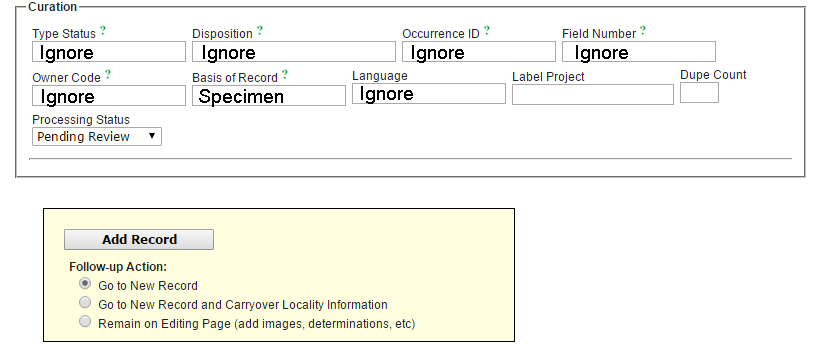 Curation
Type Status ? Disposition ? Occurrence ID ? Field Number ?
Ignore Ignore Ignore Ignore
Owner Code ? Basis of Record ? Language Label Project Dupe Count
Ignore Specimen Ignore
Processing Status
Pending Review
Add Record
Follow-up Action:
Go to New Record
Go to New Record and Carryover Locality Information
Remain on Editing Page (add images, determinations, etc)